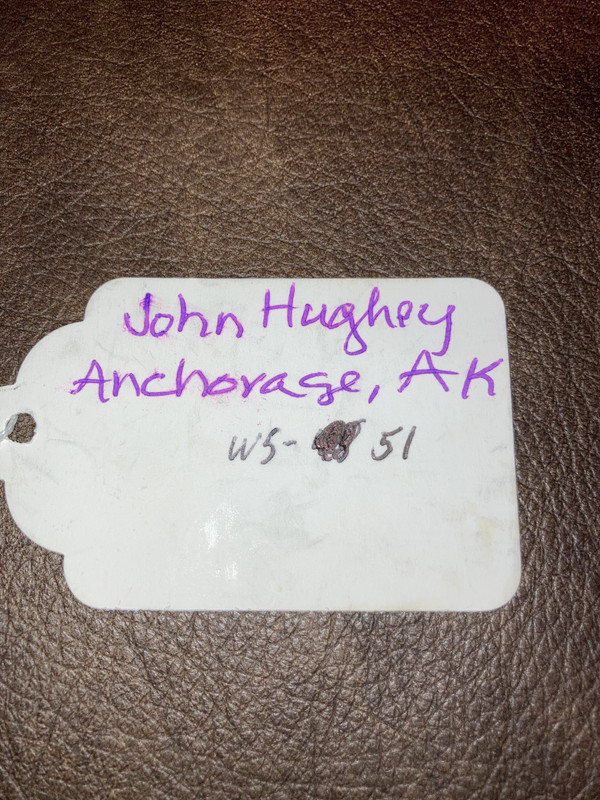 John Hughey
Anchorage, AK
WS- 51